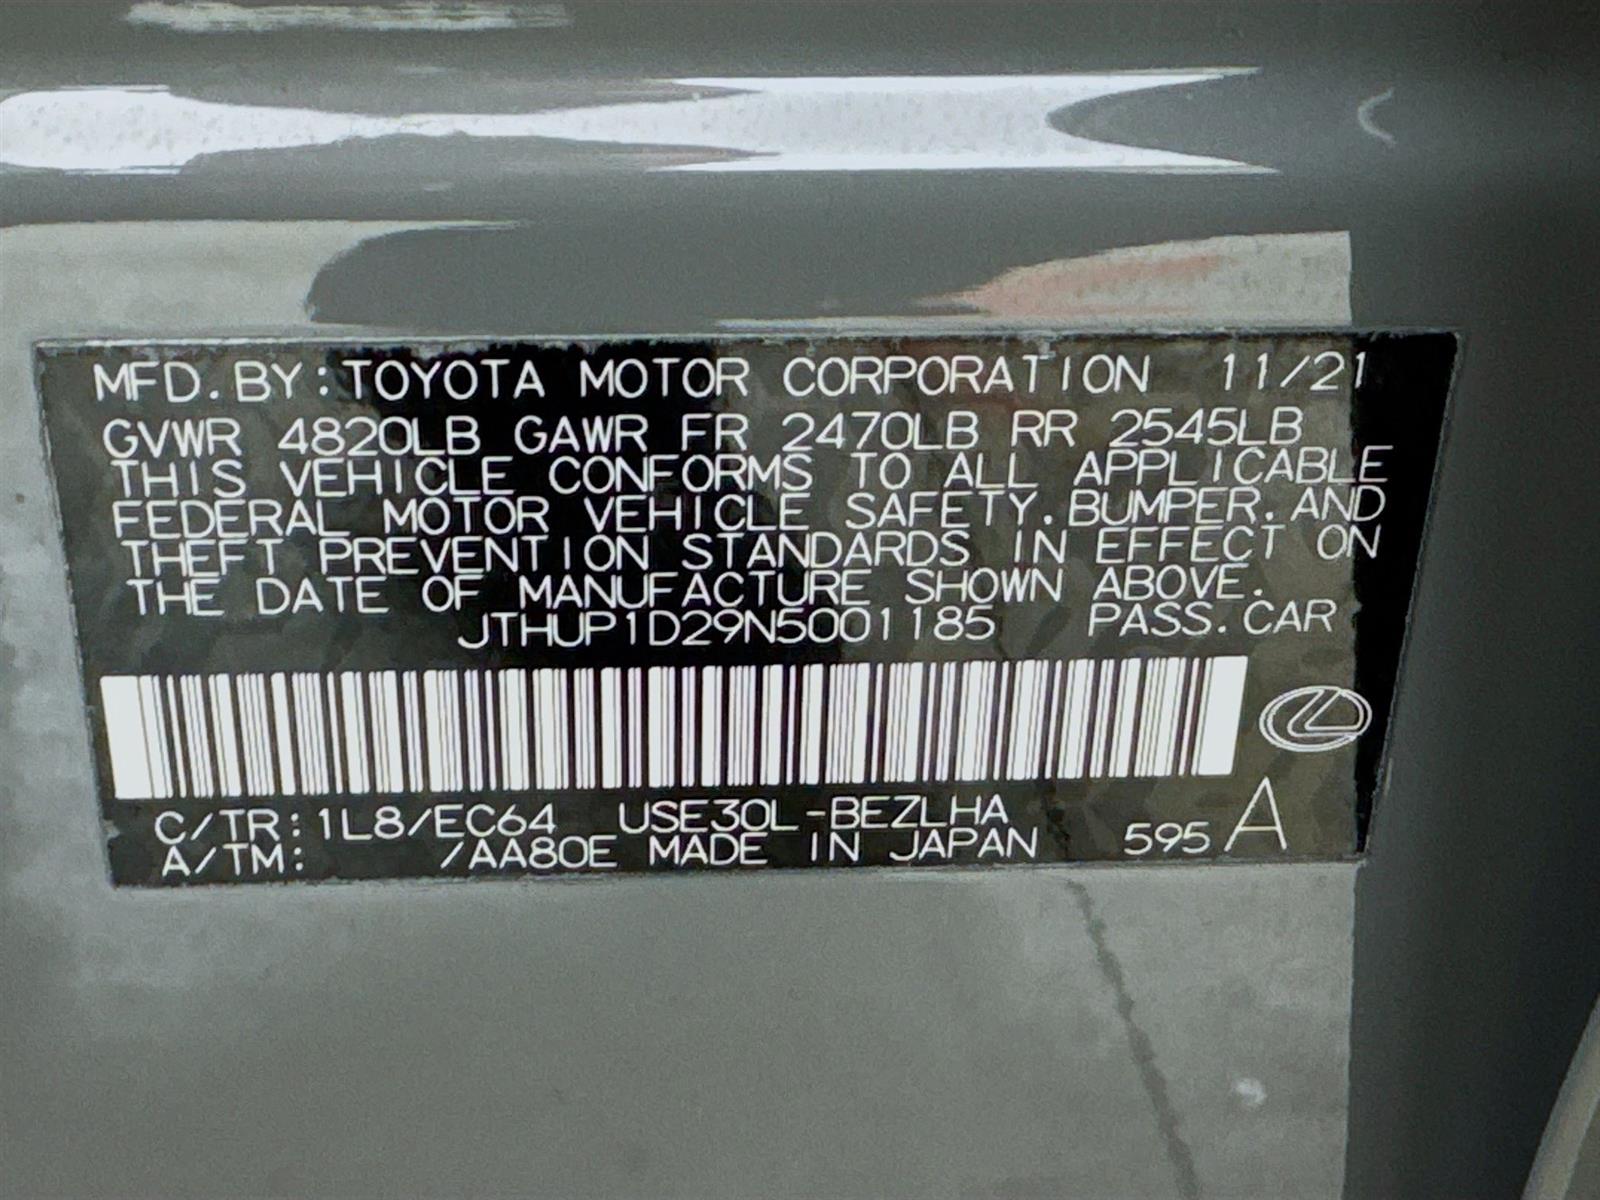 MFD. BY: TOYOTA MOTOR CORPORATION 11/21
GVWR 4820LB GAWR FR 2470LB RR 2545LB
THIS VEHICLE CONFORMS TO ALL APPLICABLE
FEDERAL MOTOR VEHICLE SAFETY, BUMPER, AND
THEFT PREVENTION STANDARDS IN EFFECT ON
THE DATE OF MANUFACTURE SHOWN ABOVE.
JTHUP1D29N5001185 PASS. CAR
C/TR: 1L8/EC64 USE30L-BEZLHA
A/TM: /AA80E MADE IN JAPAN 595 A